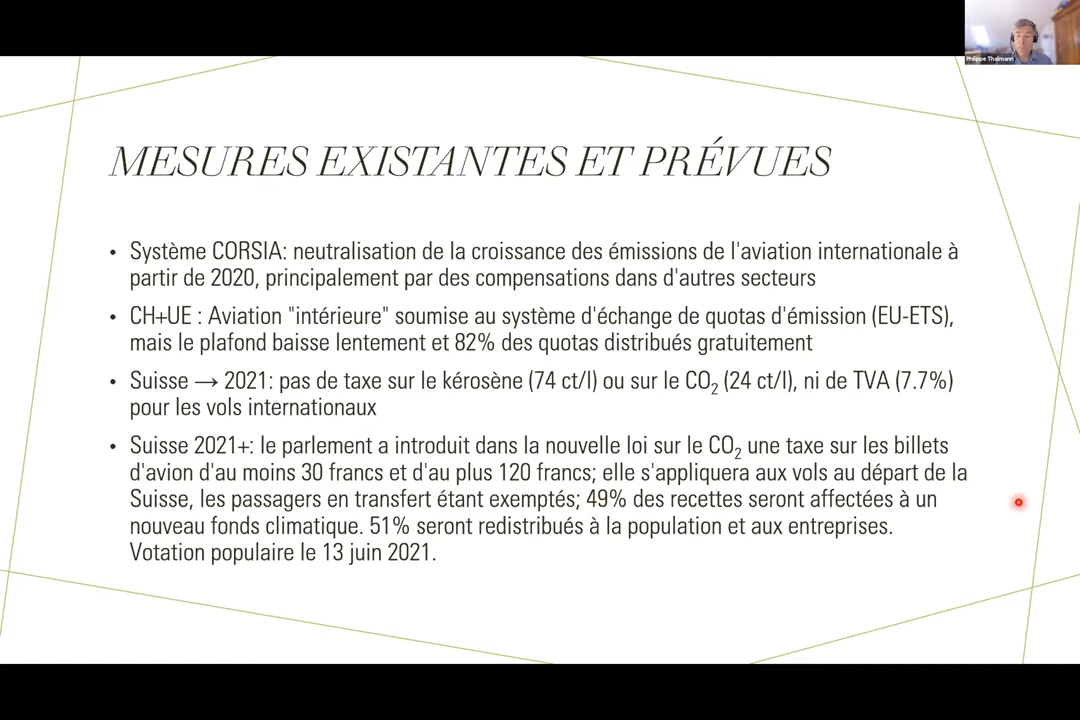 Philippe Thalmann
MESURES EXISTANTES ET PRÉVUES
• Système CORSIA: neutralisation de la croissance des émissions de l'aviation internationale à
partir de 2020, principalement par des compensations dans d'autres secteurs
• CH+UE : Aviation "intérieure" soumise au système d'échange de quotas d'émission (EU-ETS),
mais le plafond baisse lentement et 82% des quotas distribués gratuitement
• Suisse → 2021: pas de taxe sur le kérosène (74 ct/l) ou sur le CO₂ (24 ct/l), ni de TVA (7.7%)
pour les vols internationaux
• Suisse 2021+: le parlement a introduit dans la nouvelle loi sur le CO₂ une taxe sur les billets
d'avion d'au moins 30 francs et d'au plus 120 francs; elle s'appliquera aux vols au départ de la
Suisse, les passagers en transfert étant exemptés; 49% des recettes seront affectées à un
nouveau fonds climatique. 51% seront redistribués à la population et aux entreprises.
Votation populaire le 13 juin 2021.